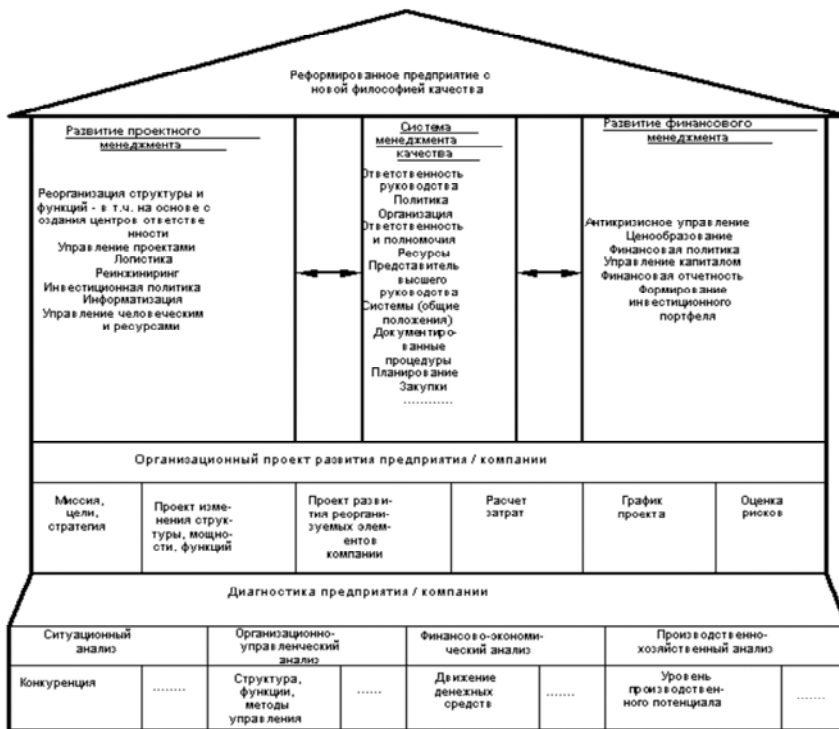 Реформированное предприятие с
новой философией качества
Развитие проектного
менеджмента
Реорганизация структуры и
функций - в т.ч. на основе с
оздания центров ответстве
нности
Управление проектами
Логистика
Реинжиниринг
Инвестиционная политика
Информатизация
Управление человеческим
и ресурсами
Система
менеджмента
качества
Ответственность
руководства
Политика
Организация
Ответственность
и полномочия
Ресурсы
Представитель
высшего
руководства
Системы (общие
положения)
Документиро-
ванные
процедуры
Планирование
Закупки
............
Развитие финансового
менеджмента
Антикризисное управление
Ценообразование
Финансовая политика
Управление капиталом
Финансовая отчетность
Формирование
инвестиционного
портфеля
Организационный проект развития предприятия / компании
Миссия,
цели,
стратегия
Проект изме-
нения струк-
туры, мощно-
сти, функций
Проект разви-
тия реорганi-
зуемых элем-
ентов
компании
Расчет
затрат
График
проекта
Оценка
рисков
Диагностика предприятия / компании
Ситуационный
анализ
Организационно-
управленческий
анализ
Финансово-экономи-
ческий анализ
Производственно-
хозяйственный анализ
Конкуренция
........
Структура,
функции,
методы
управления
......
Движение
денежных
средств
.......
Уровень
производствен-
ного потенциала
.......